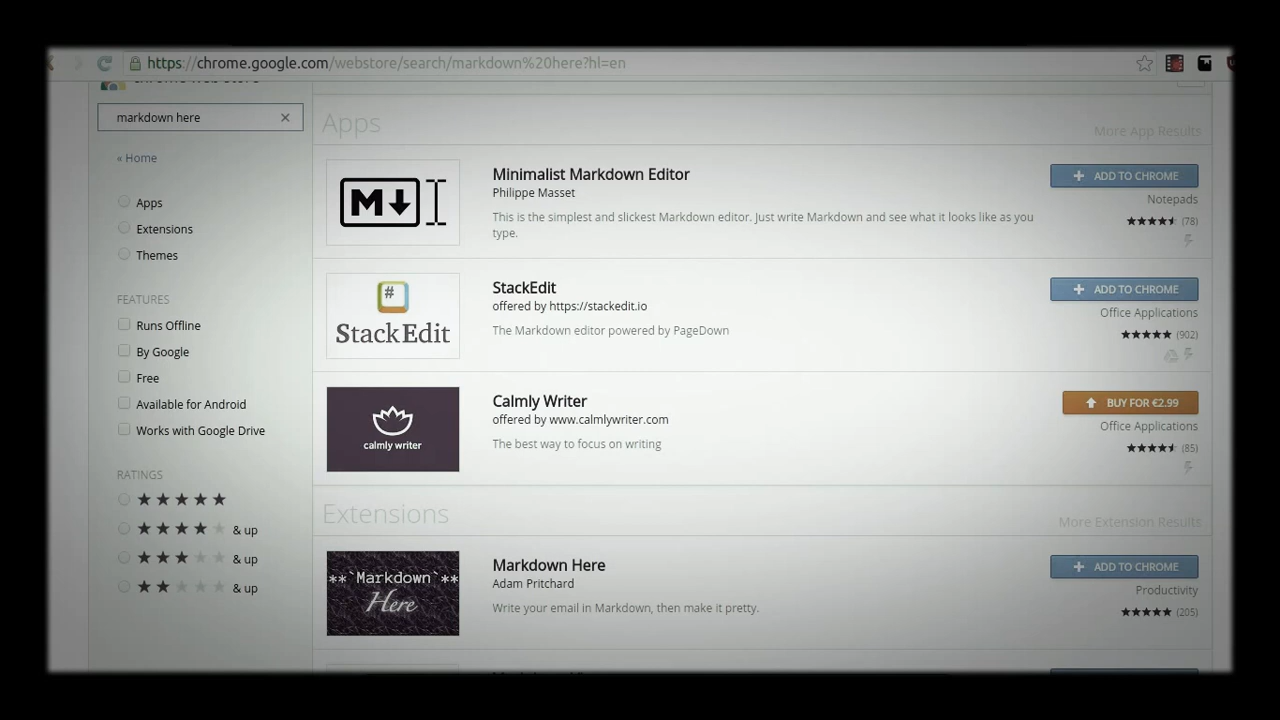 https://chrome.google.com/webstore/search/markdown%20here?hl=en
markdown here
« Home
Apps
Extensions
Themes
FEATURES
Runs Offline
By Google
Free
Available for Android
Works with Google Drive
RATINGS
& up
& up
& up
Apps
More App Results
M
Minimalist Markdown Editor
Philippe Masset
This is the simplest and slickest Markdown editor. Just write Markdown and see what it looks like as you
type.
+ ADD TO CHROME
Notepads
(78)
#
StackEdit
StackEdit
offered by https://stackedit.io
The Markdown editor powered by PageDown
+ ADD TO CHROME
Office Applications
(902)
calmly writer
Calmly Writer
offered by www.calmlywriter.com
The best way to focus on writing
BUY FOR €2.99
Office Applications
(85)
Extensions
More Extension Results
**`Markdown`**
Here
Markdown Here
Adam Pritchard
Write your email in Markdown, then make it pretty.
+ ADD TO CHROME
Productivity
(205)